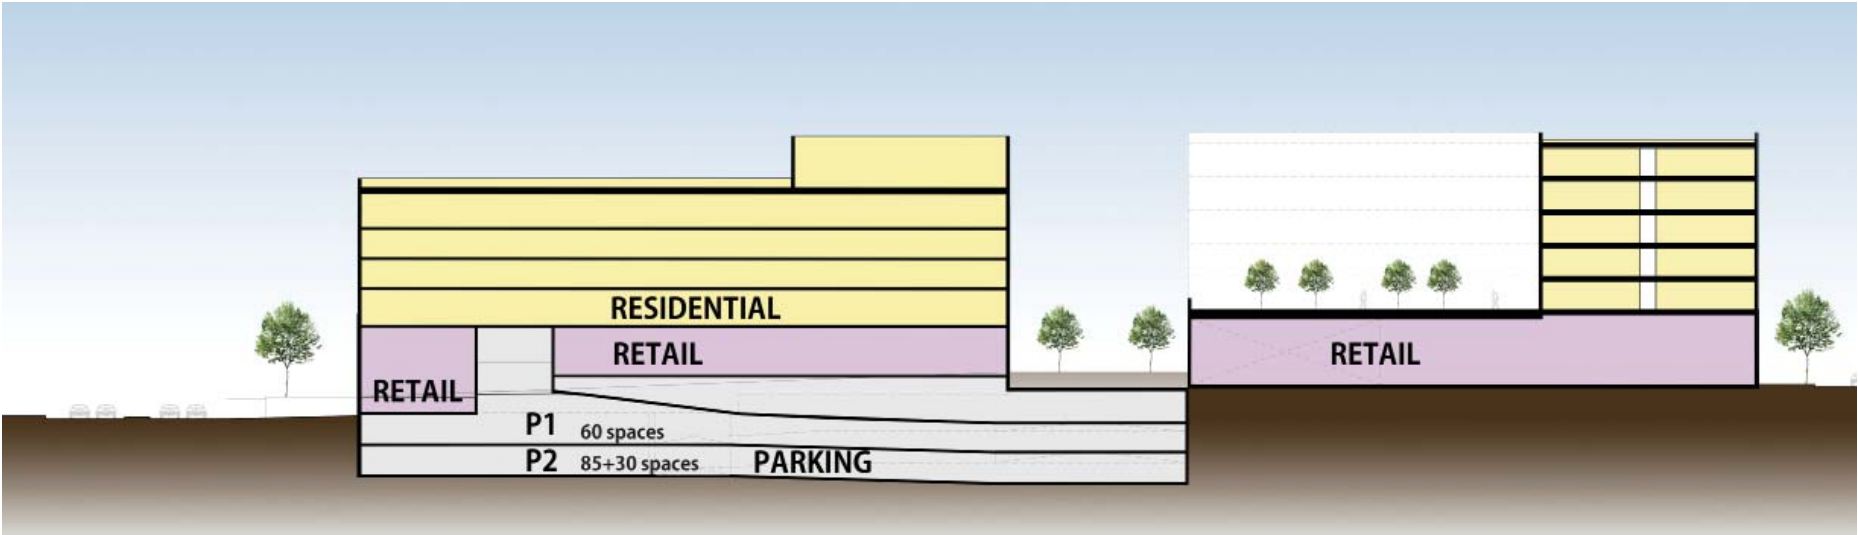 RESIDENTIAL
RETAIL
RETAIL
RETAIL
P1 60 spaces
P2 85+30 spaces
PARKING